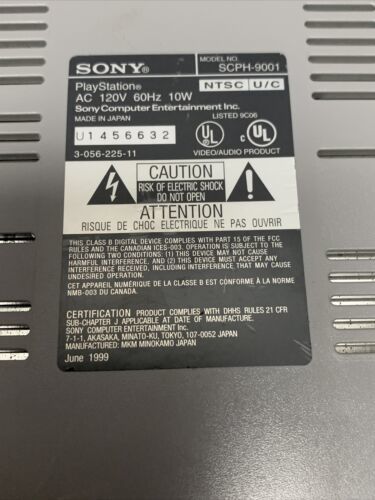 SONY®
MODEL NO.
SCPH-9001
PlayStation®
NTSC U/C
AC 120V 60Hz 10W
Sony Computer Entertainment Inc.
MADE IN JAPAN
LISTED 9C06
U1456632
UL
c UL
3-056-225-11
VIDEO/AUDIO PRODUCT
CAUTION
RISK OF ELECTRIC SHOCK
DO NOT OPEN
ATTENTION
RISQUE DE CHOC ELECTRIQUE NE PAS OUVRIR
THIS CLASS B DIGITAL DEVICE COMPLIES WITH PART 15 OF THE FCC
RULES AND THE CANADIAN ICES-003. OPERATION IS SUBJECT TO THE
FOLLOWING TWO CONDITIONS: (1) THIS DEVICE MAY NOT CAUSE
HARMFUL INTERFERENCE, AND (2) THIS DEVICE MUST ACCEPT ANY
INTERFERENCE RECEIVED, INCLUDING INTERFERENCE THAT MAY CAUSE
UNDESIRED OPERATION.
CET APPAREIL NUMÉRIQUE DE LA CLASSE B EST CONFORME À LA NORME
NMB-003 DU CANADA.
CERTIFICATION PRODUCT COMPLIES WITH DHHS RULES 21 CFR
SUB-CHAPTER J APPLICABLE AT DATE OF MANUFACTURE.
SONY COMPUTER ENTERTAINMENT Inc.
7-1-1, AKASAKA, MINATO-KU, TOKYO, 107-0052 JAPAN
MANUFACTURED: MKM MINOKAMO JAPAN
June 1999